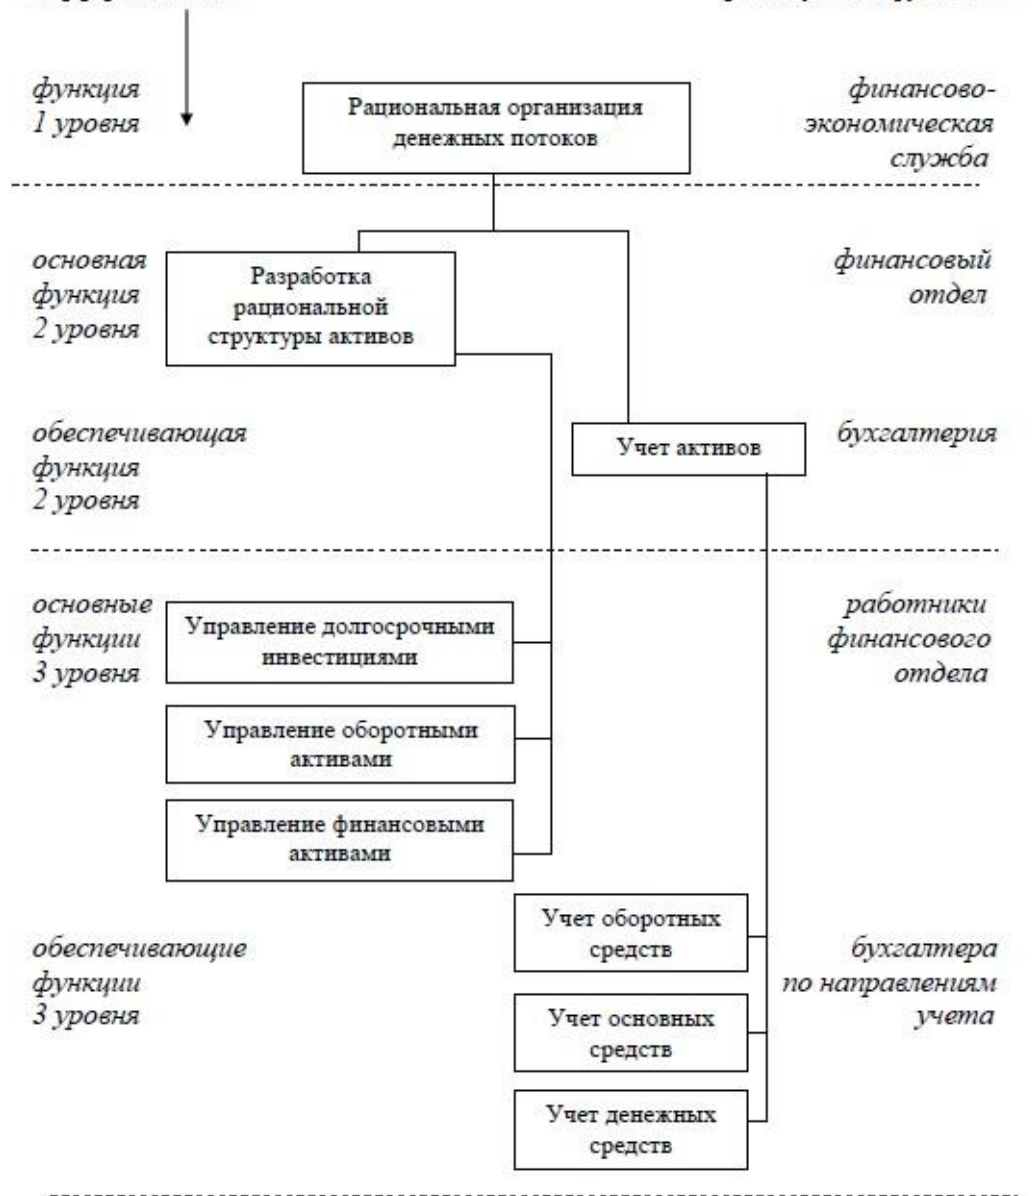 функция
1 уровня
Рациональная организация
денежных потоков
финансово-
экономическая
служба
основная
функция
2 уровня
Разработка
рациональной
структуры активов
финансовый
отдел
обеспечивающая
функция
2 уровня
Учет активов
бухгалтерия
основные
функции
3 уровня
Управление долгосрочными
инвестициями
работники
финансового
отдела
Управление оборотными
активами
Управление финансовыми
активами
обеспечивающие
функции
3 уровня
Учет оборотных
средств
бухгалтера
по направлениям
учета
Учет основных
средств
Учет денежных
средств